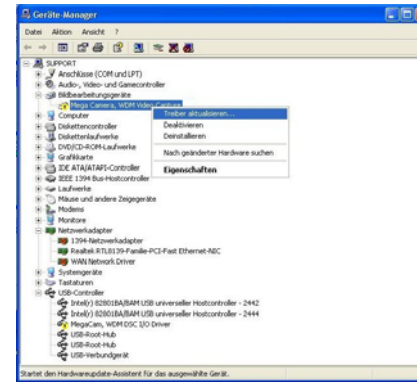 Geräte-Manager
Datei Aktion Ansicht ?
SUPPORT
Anschlüsse (COM und LPT)
Audio-, Video- und Gamecontroller
Bildbearbeitungsgeräte
Mega Camera, WDM Video Capture
Treiber aktualisieren...
Deaktivieren
Deinstallieren
Nach geänderter Hardware suchen
Eigenschaften
Computer
Diskettencontroller
Diskettenlaufwerke
DVD/CD-ROM-Laufwerke
Grafikkarte
IDE ATA/ATAPI-Controller
IEEE 1394 Bus-Hostcontroller
Laufwerke
Mäuse und andere Zeigegeräte
Modems
Monitore
Netzwerkadapter
1394-Netzwerkadapter
Realtek RTL8139-Familie-PCI-Fast Ethernet-NIC
WAN Network Driver
Systemgeräte
Tastaturen
USB-Controller
Intel(r) 82801BA/BAM USB universeller Hostcontroller - 2442
Intel(r) 82801BA/BAM USB universeller Hostcontroller - 2444
MegaCam, WDM DSC I/O Driver
USB-Root-Hub
USB-Root-Hub
USB-Verbundgerät
Startet den Hardwareupdate-Assistent für das ausgewählte Gerät.